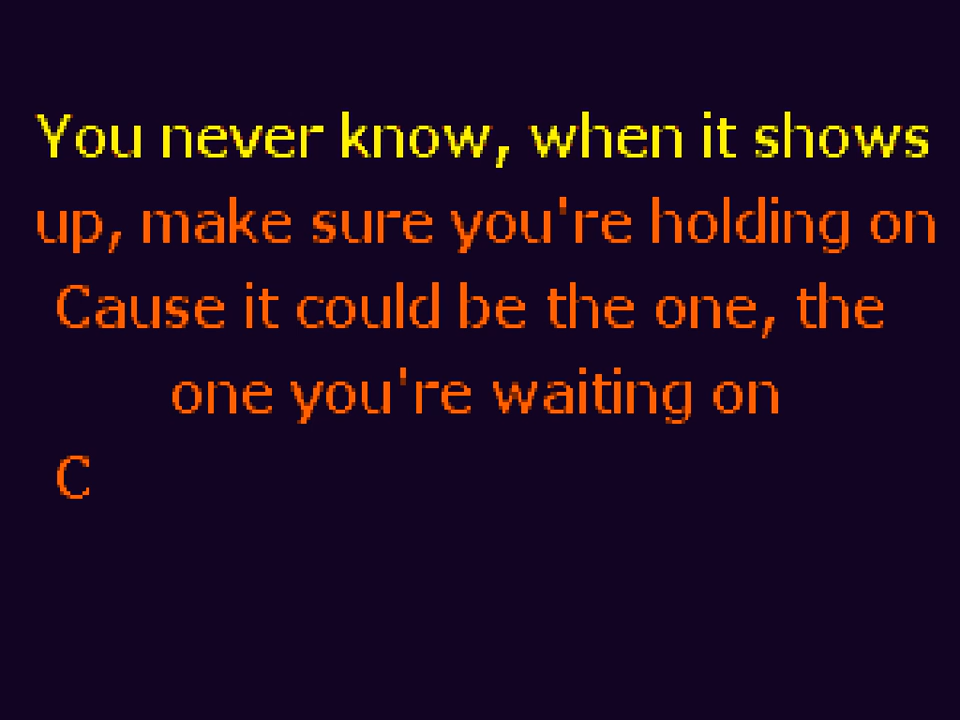 You never know, when it shows
up, make sure you're holding on
Cause it could be the one, the
one you're waiting on
C